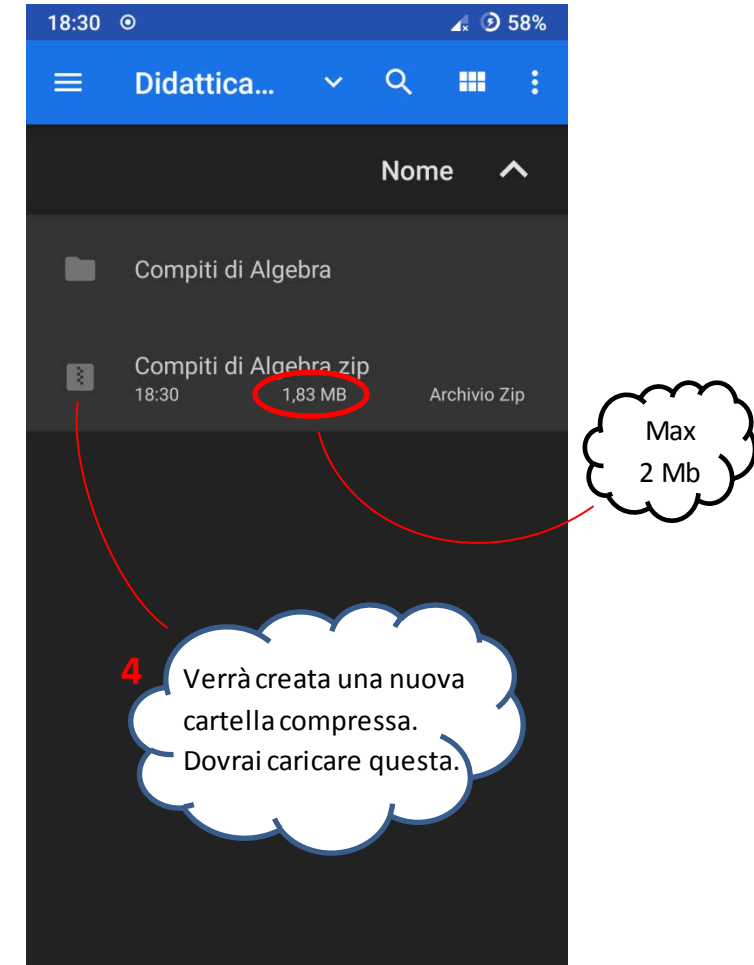 18:30 58%
Didattica...
Nome
Compiti di Algebra
Compiti di Algebra.zip
18:30 1,83 MB Archivio Zip
Max
2 Mb
4
Verrà creata una nuova
cartella compressa.
Dovrai caricare questa.